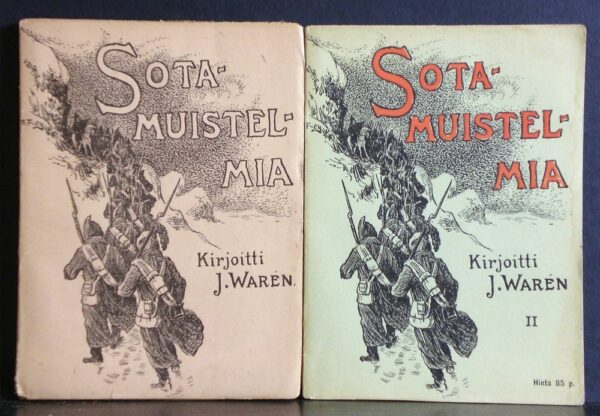 SOTA-
MUISTEL-
MIA
Kirjoitti
J. WARÉN.
SOTA-
MUISTEL-
MIA
Kirjoitti
J. WARÉN
II
Hinta 85 p.